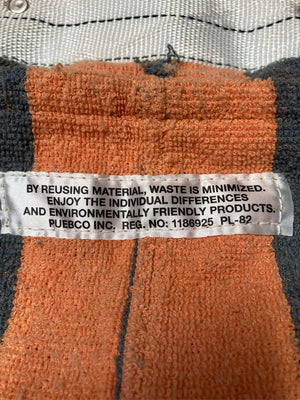 BY REUSING MATERIAL, WASTE IS MINIMIZED.
ENJOY THE INDIVIDUAL DIFFERENCES
AND ENVIRONMENTALLY FRIENDLY PRODUCTS.
PUEBCO INC. REG. NO: 1186925 PL-82